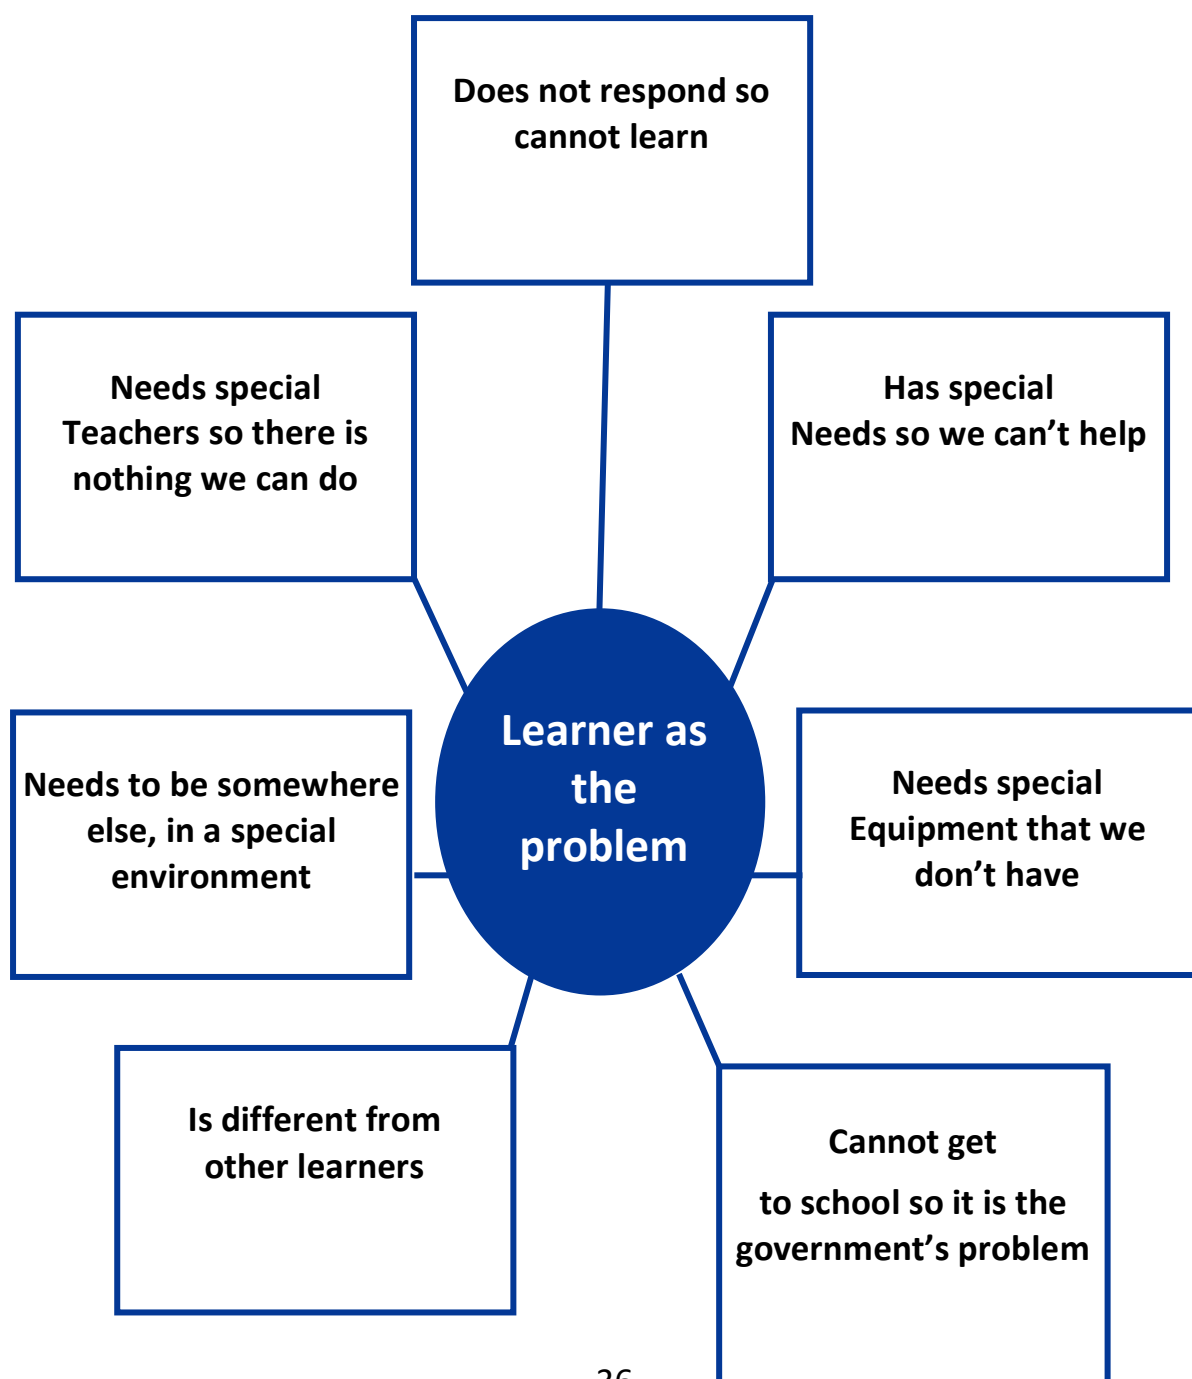 Does not respond so
cannot learn
Needs special
Teachers so there is
nothing we can do
Has special
Needs so we can’t help
Learner as
the
problem
Needs to be somewhere
else, in a special
environment
Needs special
Equipment that we
don’t have
Is different from
other learners
Cannot get
to school so it is the
government’s problem